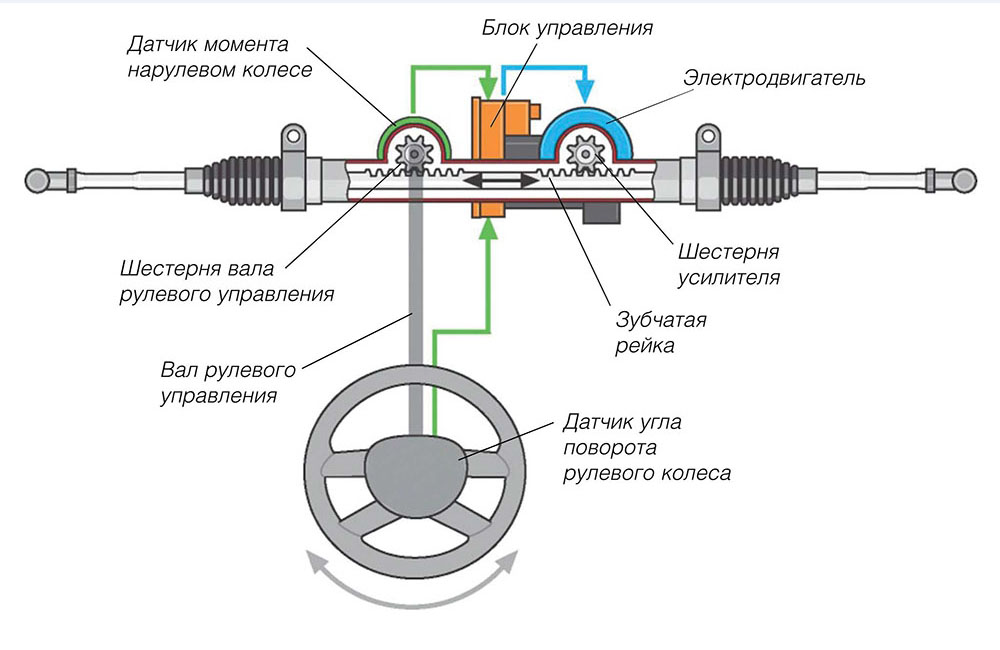 Блок управления
Датчик момента
нарулевом колесе
Электродвигатель
Шестерня вала
рулевого управления
Шестерня
усилителя
Зубчатая
рейка
Вал рулевого
управления
Датчик угла
поворота
рулевого колеса